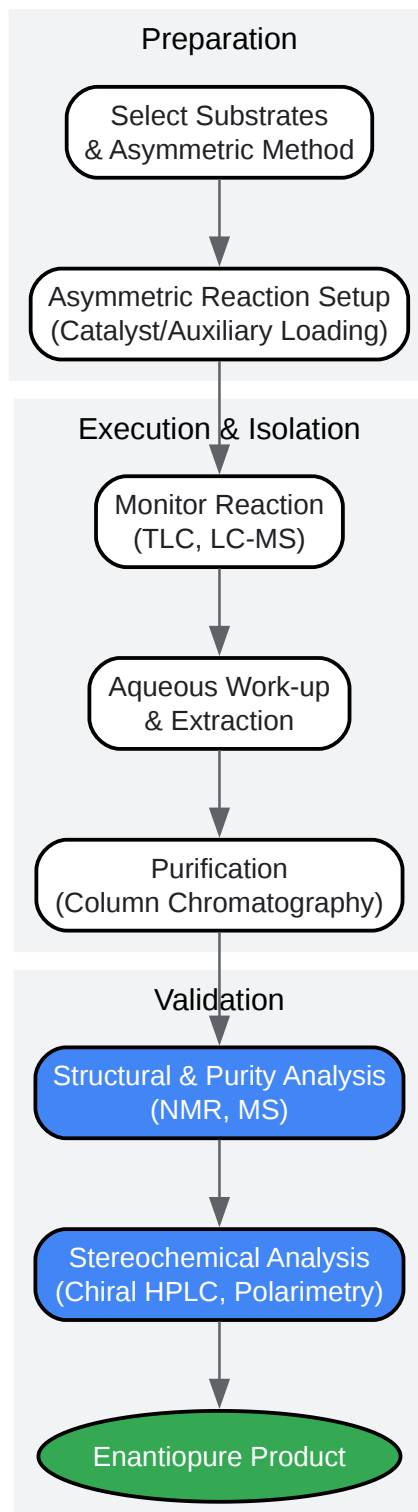 Preparation
Select Substrates
& Asymmetric Method
Asymmetric Reaction Setup
(Catalyst/Auxiliary Loading)
Execution & Isolation
Monitor Reaction
(TLC, LC-MS)
Aqueous Work-up
& Extraction
Purification
(Column Chromatography)
Validation
Structural & Purity Analysis
(NMR, MS)
Stereochemical Analysis
(Chiral HPLC, Polarimetry)
Enantiopure Product